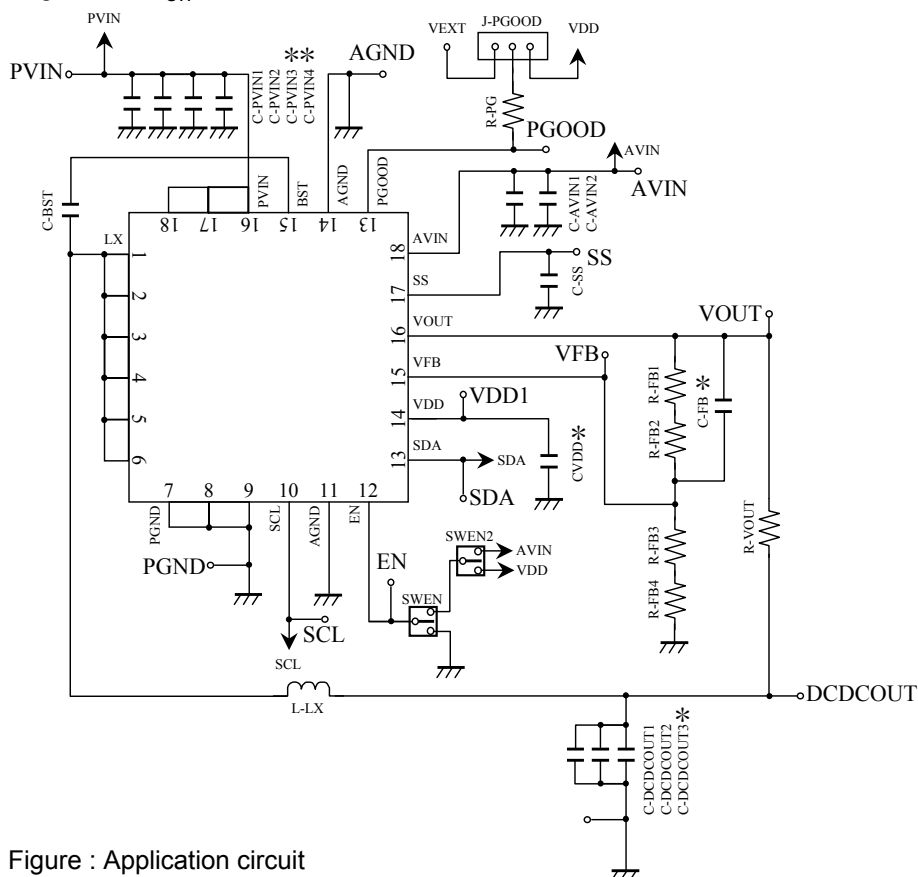 PVIN
PVIN
C-PVIN1
C-PVIN2
C-PVIN3 *
C-PVIN4 *
AGND
VEXT
J-PGOOD
VDD
R-PG
PGOOD
AVIN
AVIN
C-AVIN1
C-AVIN2
C-BST
18
17
16
PVIN
15
BST
14
AGND
13
PGOOD
LX
1
2
3
4
5
6
AVIN
18
SS
17
VOUT
16
VFB
15
VDD
14
SDA
13
SS
C-SS
VOUT
VFB
R-FB1
R-FB2
C-FB *
VDD1
CVDD *
SDA
SDA
7
8
9
10
11
12
PGND
SCL
AGND
EN
PGND
SCL
SCL
EN
SWEN
SWEN2
AVIN
VDD
R-FB3
R-FB4
R-VOUT
L-LX
DCDCOUT
C-DCDCOUT1
C-DCDCOUT2
C-DCDCOUT3 *
Figure : Application circuit